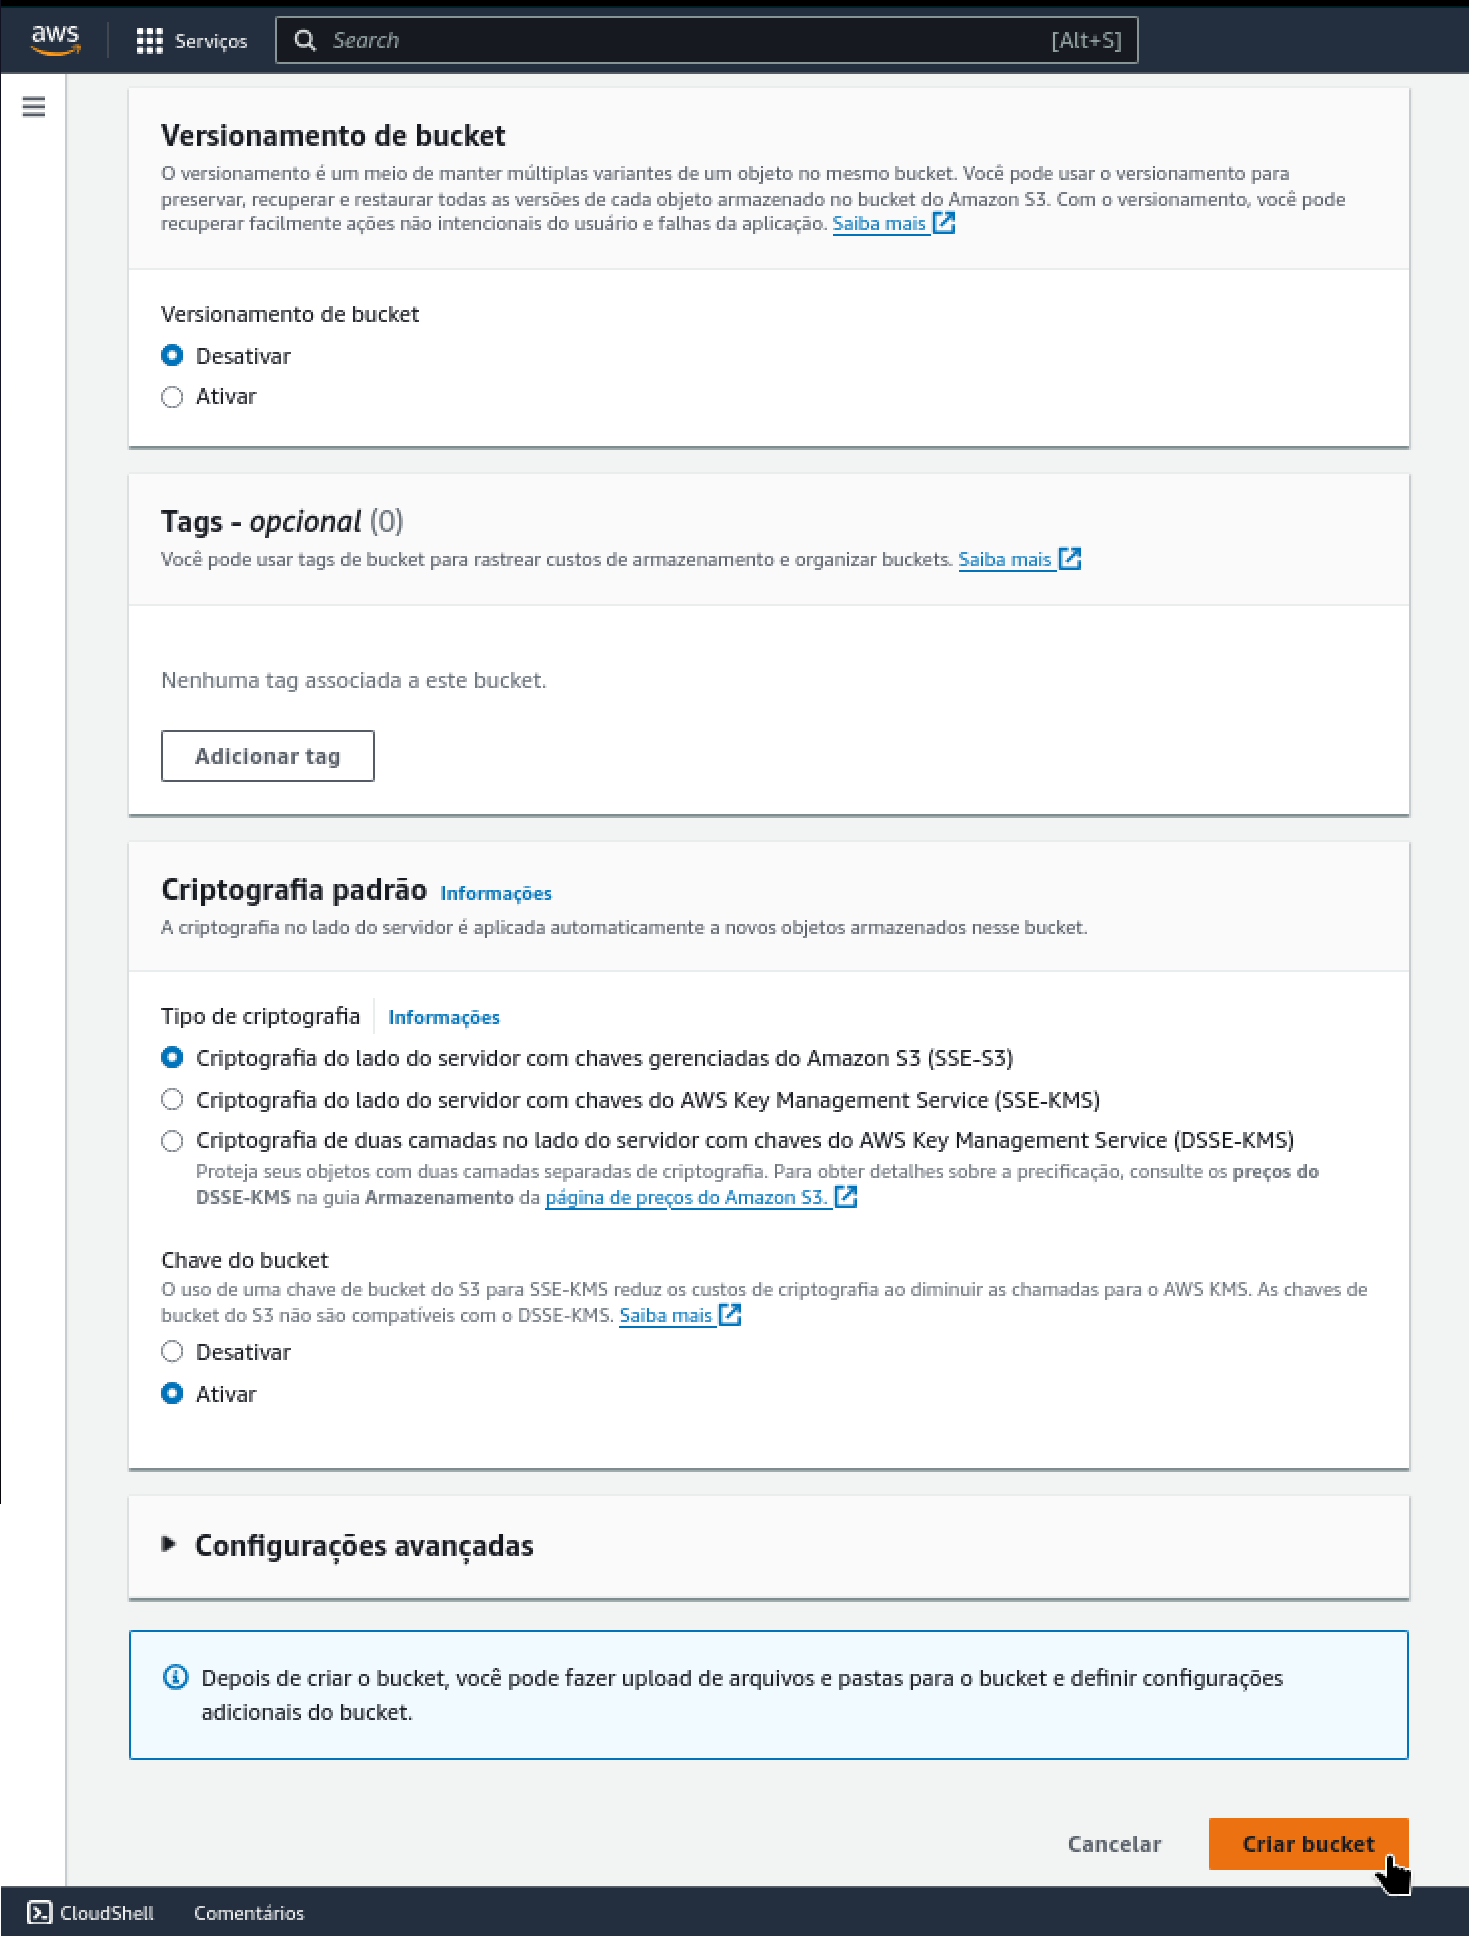 aws
Serviços
Search
[Alt+S]
Versionamento de bucket
O versionamento é um meio de manter múltiplas variantes de um objeto no mesmo bucket. Você pode usar o versionamento para
preservar, recuperar e restaurar todas as versões de cada objeto armazenado no bucket do Amazon S3. Com o versionamento, você pode
recuperar facilmente ações não intencionais do usuário e falhas da aplicação. Saiba mais
Versionamento de bucket
Desativar
Ativar
Tags - opcional (0)
Você pode usar tags de bucket para rastrear custos de armazenamento e organizar buckets. Saiba mais
Nenhuma tag associada a este bucket.
Adicionar tag
Criptografia padrão Informações
A criptografia no lado do servidor é aplicada automaticamente a novos objetos armazenados nesse bucket.
Tipo de criptografia Informações
Criptografia do lado do servidor com chaves gerenciadas do Amazon S3 (SSE-S3)
Criptografia do lado do servidor com chaves do AWS Key Management Service (SSE-KMS)
Criptografia de duas camadas no lado do servidor com chaves do AWS Key Management Service (DSSE-KMS)
Proteja seus objetos com duas camadas separadas de criptografia. Para obter detalhes sobre a precificação, consulte os preços do
DSSE-KMS na guia Armazenamento da página de preços do Amazon S3.
Chave do bucket
O uso de uma chave de bucket do S3 para SSE-KMS reduz os custos de criptografia ao diminuir as chamadas para o AWS KMS. As chaves de
bucket do S3 não são compatíveis com o DSSE-KMS. Saiba mais
Desativar
Ativar
Configurações avançadas
Depois de criar o bucket, você pode fazer upload de arquivos e pastas para o bucket e definir configurações
adicionais do bucket.
Cancelar
Criar bucket
CloudShell
Comentários